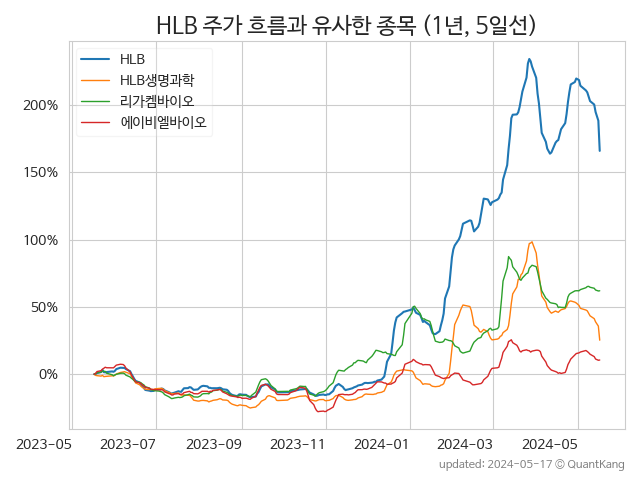 HLB 주가 흐름과 유사한 종목 (1년, 5일선)
HLB
HLB생명과학
리가켐바이오
에이비엘바이오
200%
150%
100%
50%
0%
2023-05 2023-07 2023-09 2023-11 2024-01 2024-03 2024-05
updated: 2024-05-17 © QuantKang